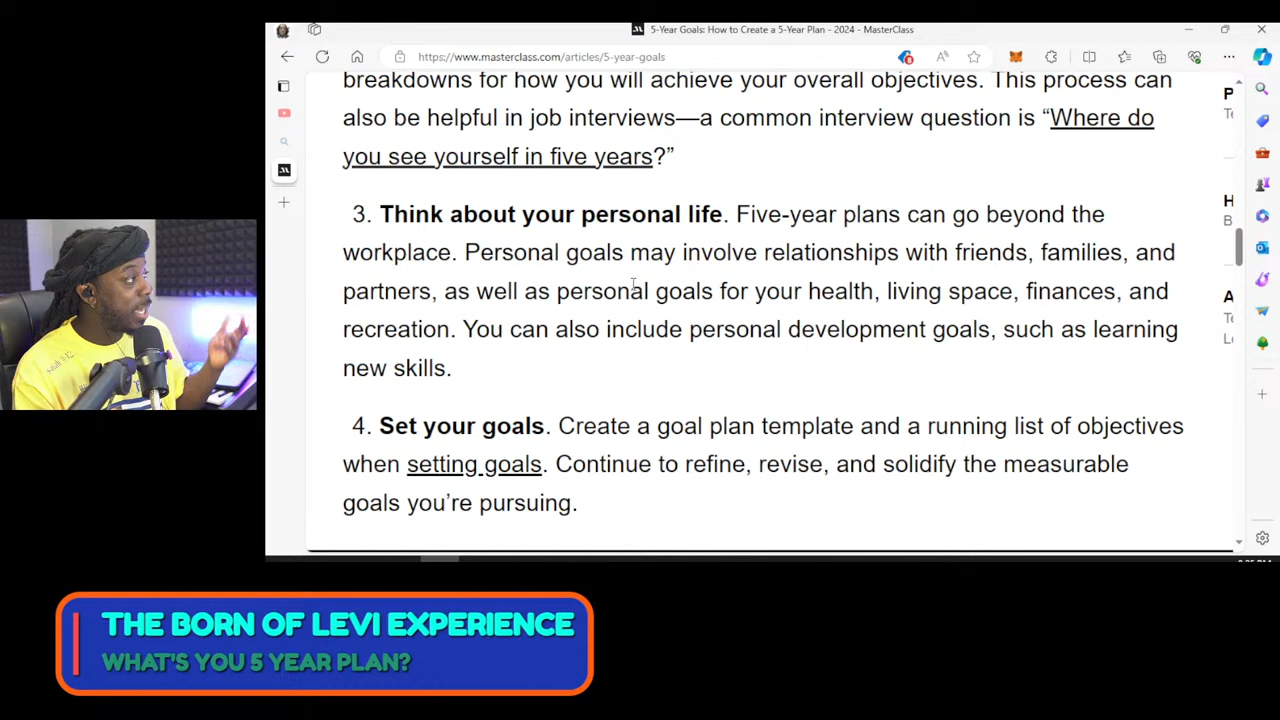 5-Year Goals: How to Create a 5-Year Plan - 2024 - MasterClass
https://www.masterclass.com/articles/5-year-goals
breakdowns for how you will achieve your overall objectives. This process can
also be helpful in job interviews—a common interview question is “Where do
you see yourself in five years?”
3. Think about your personal life. Five-year plans can go beyond the
workplace. Personal goals may involve relationships with friends, families, and
partners, as well as personal goals for your health, living space, finances, and
recreation. You can also include personal development goals, such as learning
new skills.
4. Set your goals. Create a goal plan template and a running list of objectives
when setting goals. Continue to refine, revise, and solidify the measurable
goals you’re pursuing.
THE BORN OF LEVI EXPERIENCE
WHAT'S YOU 5 YEAR PLAN?